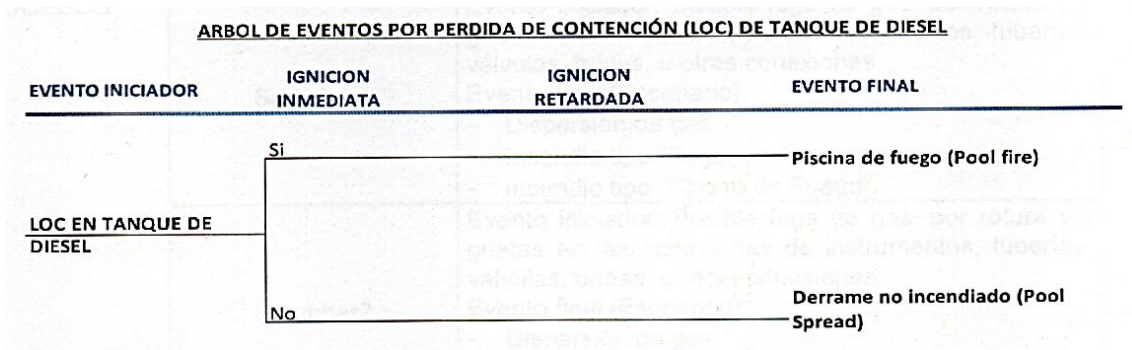 ARBOL DE EVENTOS POR PERDIDA DE CONTENCIÓN (LOC) DE TANQUE DE DIESEL
EVENTO INICIADOR
IGNICION
INMEDIATA
IGNICION
RETARDADA
EVENTO FINAL
Si
Piscina de fuego (Pool fire)
LOC EN TANQUE DE
DIESEL
No
Derrame no incendiado (Pool
Spread)